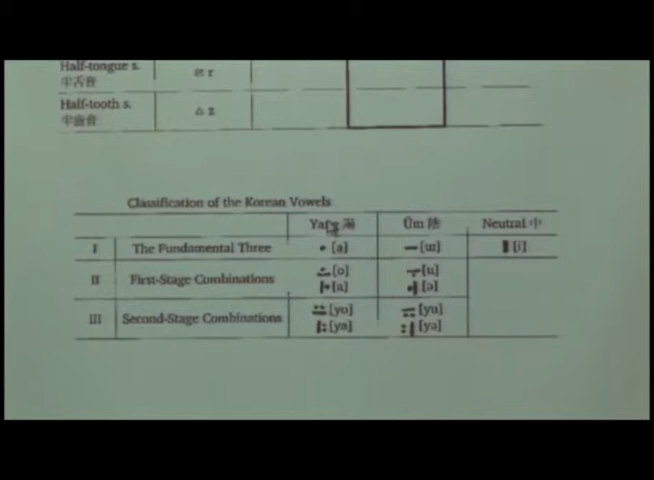 Half-tongue s. ㄹ r
半舌音
Half-tooth s. ㅿ z
半齒音
Classification of the Korean Vowels
Yang 陽 Ŭm 陰 Neutral 中
I The Fundamental Three • [a] ㅡ [ɯ] ㅣ [i]
II First-Stage Combinations ㅗ [o] ㅜ [u]
ㅏ [a] ㅓ [ə]
III Second-Stage Combinations ㅛ [yo] ㅠ [yu]
ㅑ [ya] ㅕ [yə]